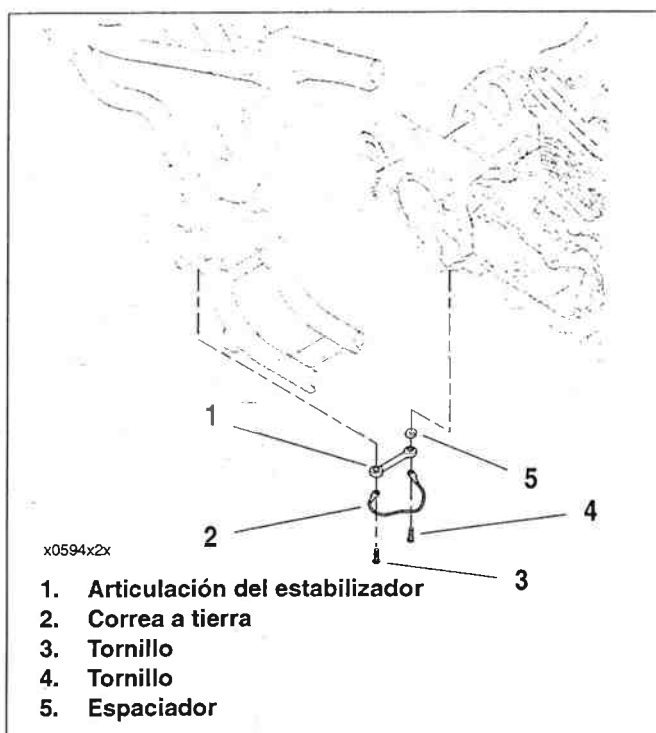 1
5
2
4
x0594x2x
3
1. Articulación del estabilizador
2. Correa a tierra
3. Tornillo
4. Tornillo
5. Espaciador